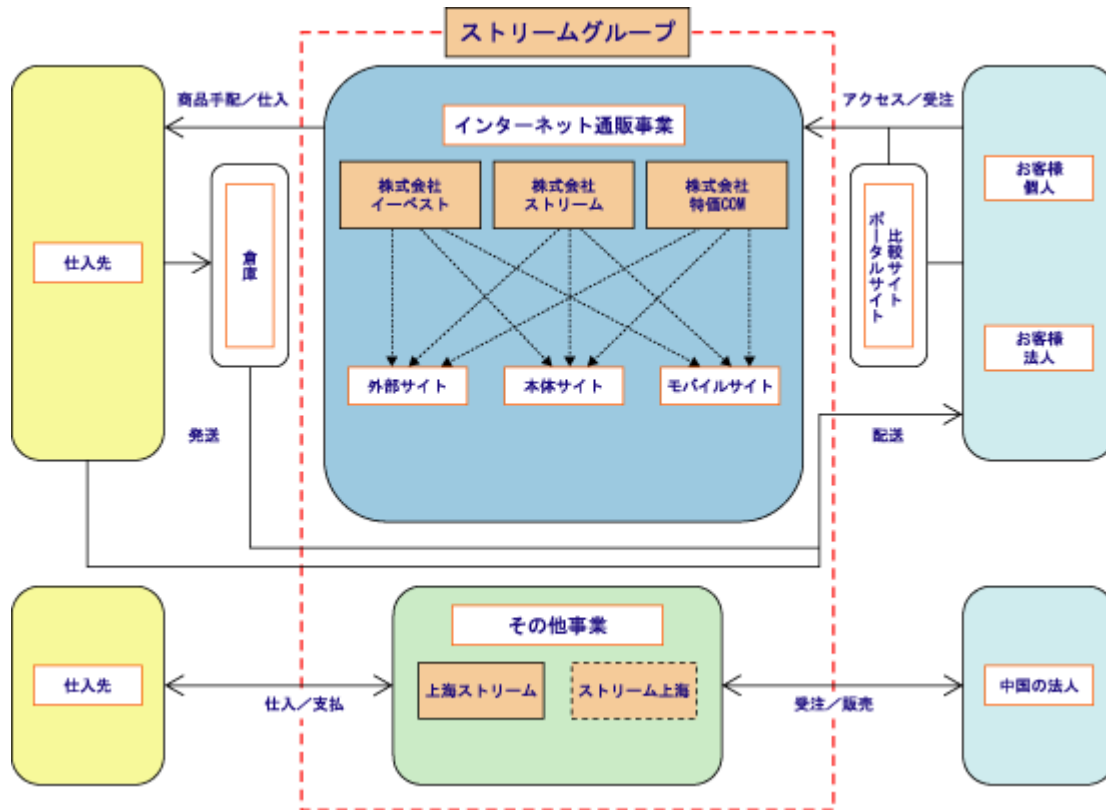 ストリームグループ
商品手配／仕入
アクセス／受注
インターネット通販事業
株式会社
イーベスト
株式会社
ストリーム
株式会社
特価COM
お客様
個人
仕入先
倉庫
比較サイト
ポータルサイト
お客様
法人
外部サイト
本体サイト
モバイルサイト
発送
配送
その他事業
仕入先
上海ストリーム
ストリーム上海
中国の法人
仕入／支払
受注／販売